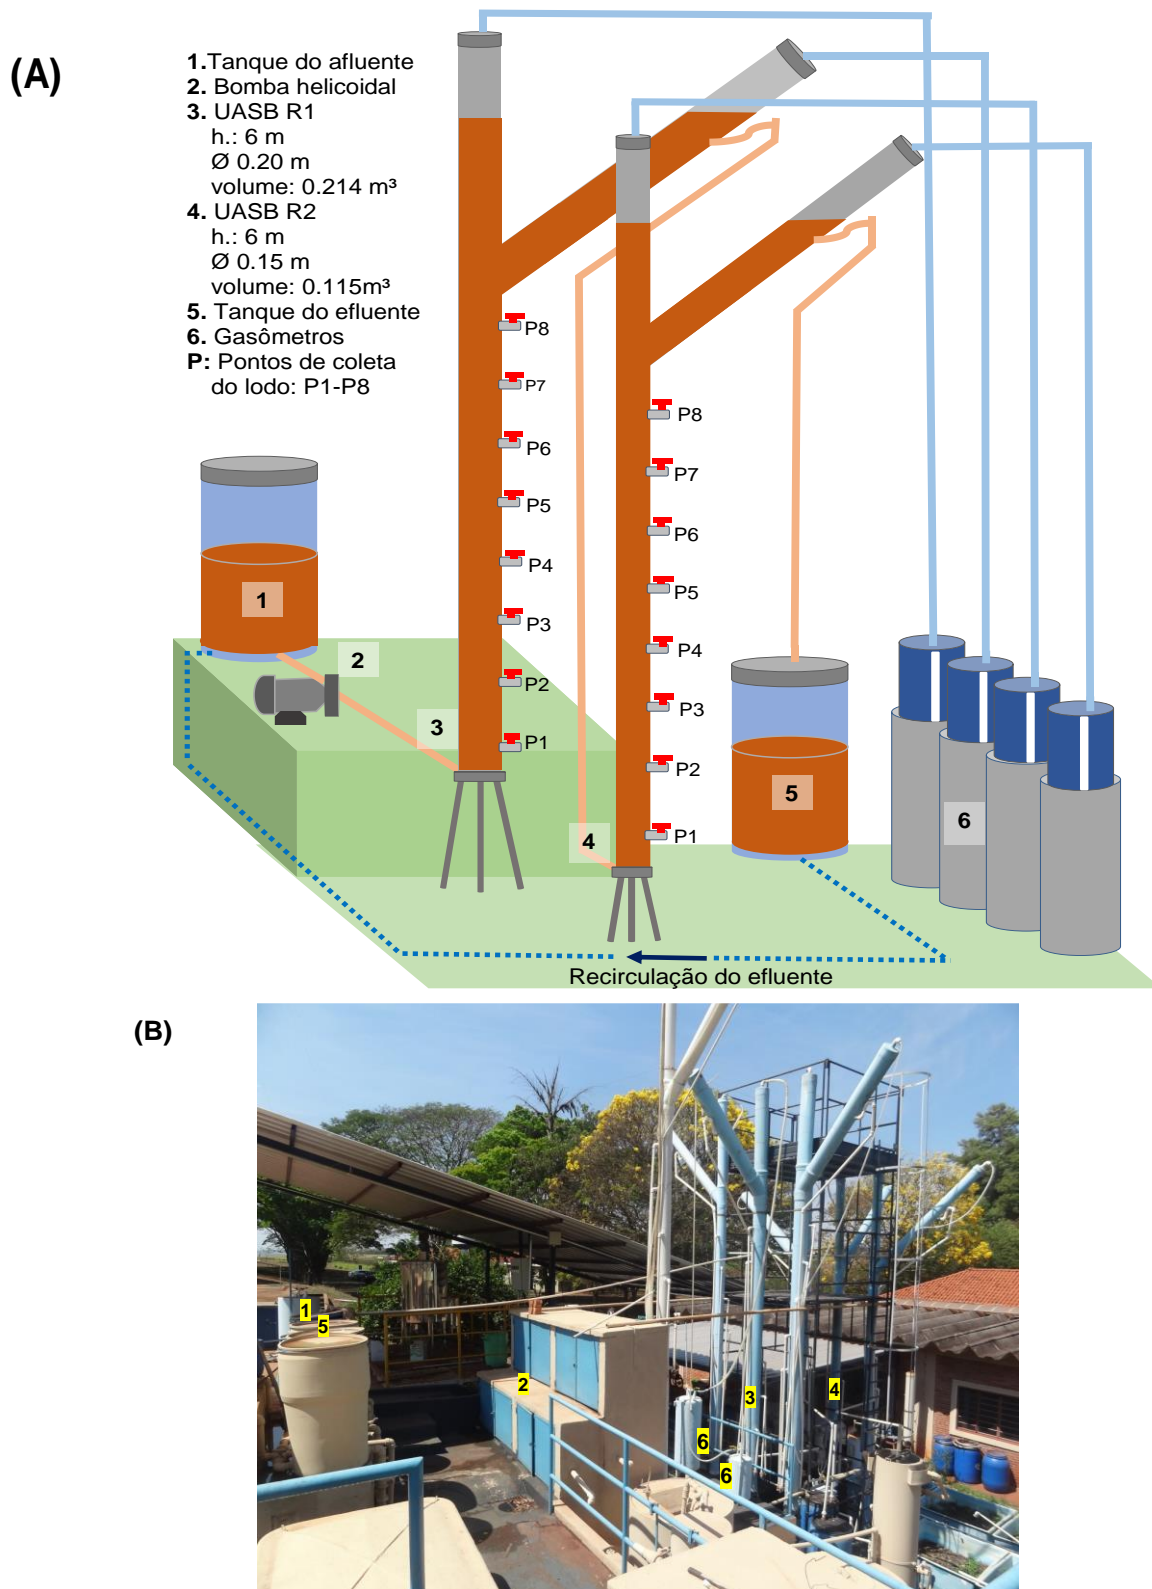 (A)
1.Tanque do afluente
2. Bomba helicoidal
3. UASB R1
h.: 6 m
Ø 0.20 m
volume: 0.214 m³
4. UASB R2
h.: 6 m
Ø 0.15 m
volume: 0.115m³
5. Tanque do efluente
6. Gasômetros
P: Pontos de coleta
do lodo: P1-P8
P8
P7
P6
P5
P4
P3
P2
P1
P8
P7
P6
P5
P4
P3
P2
P1
1
2
3
4
5
6
Recirculação do efluente
(B)
1
5
2
3
4
6
6